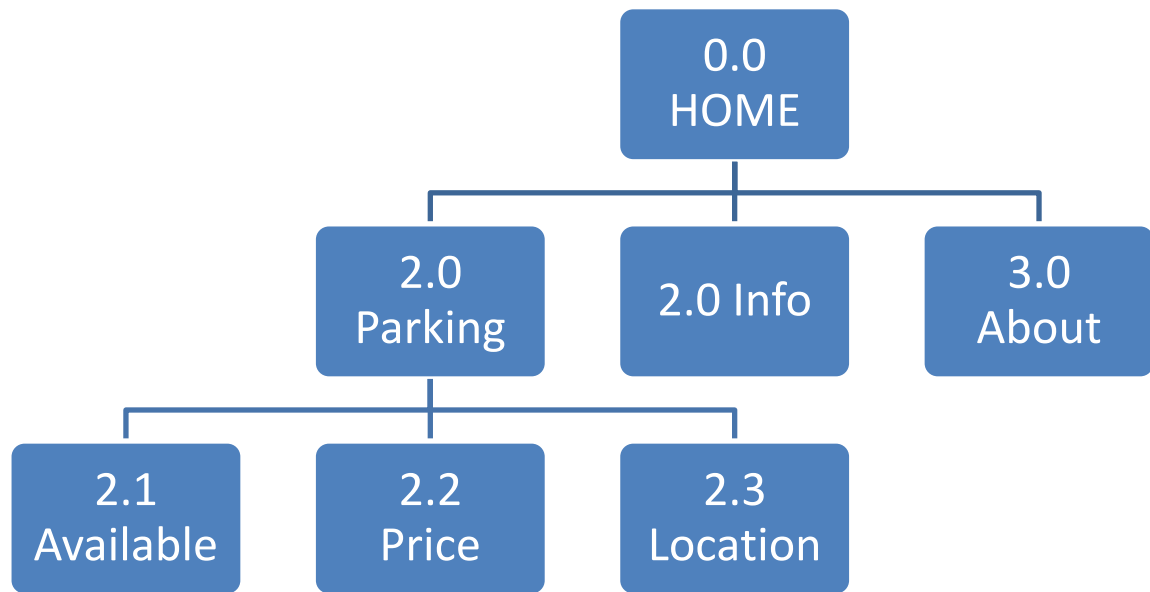 0.0
HOME
2.0
Parking
2.0 Info
3.0
About
2.1
Available
2.2
Price
2.3
Location